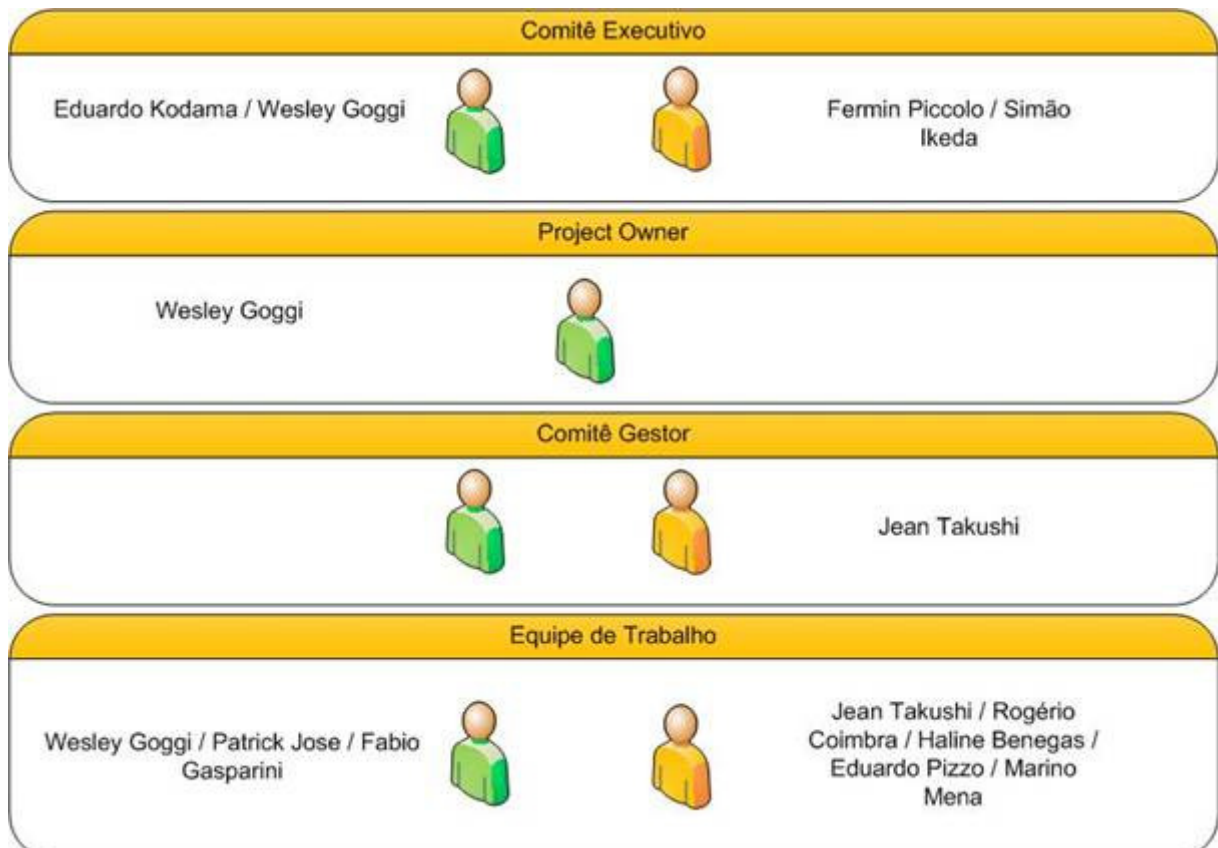 Comitê Executivo
Eduardo Kodama / Wesley Goggi
Fermin Piccolo / Simão
Ikeda
Project Owner
Wesley Goggi
Comitê Gestor
Jean Takushi
Equipe de Trabalho
Wesley Goggi / Patrick Jose / Fabio
Gasparini
Jean Takushi / Rogério
Coimbra / Haline Benegas /
Eduardo Pizzo / Marino
Mena